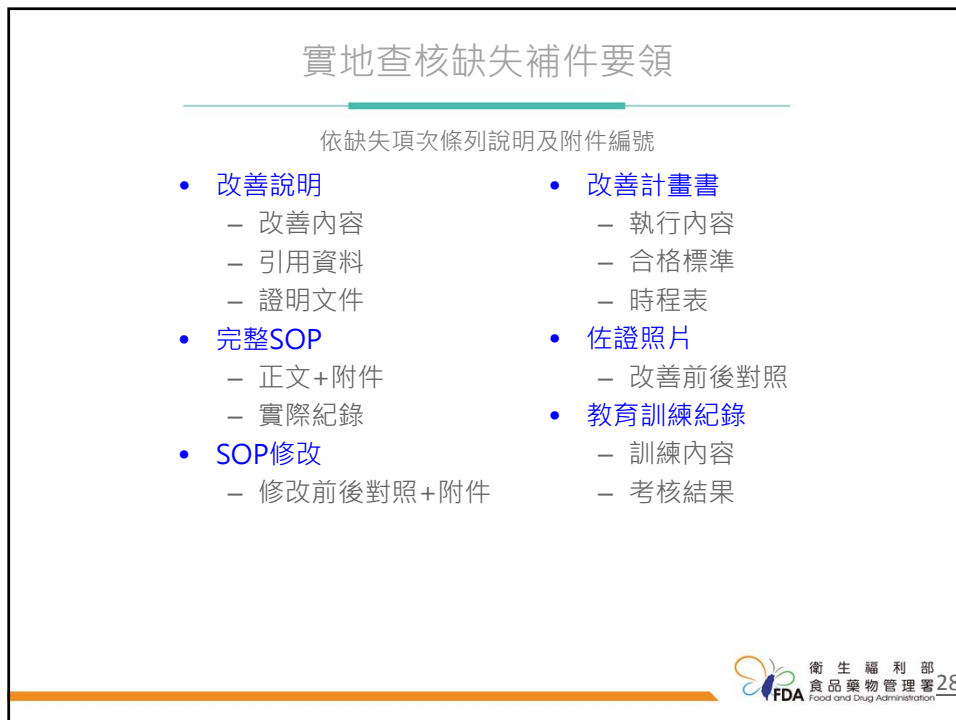 實地查核缺失補件要領
依缺失項次條列說明及附件編號
• 改善說明
– 改善內容
– 引用資料
– 證明文件
• 完整SOP
– 正文+附件
– 實際紀錄
• SOP修改
– 修改前後對照+附件
• 改善計畫書
– 執行內容
– 合格標準
– 時程表
• 佐證照片
– 改善前後對照
• 教育訓練紀錄
– 訓練內容
– 考核結果
衛生福利部
FDA 食品藥物管理署
Food and Drug Administration
28